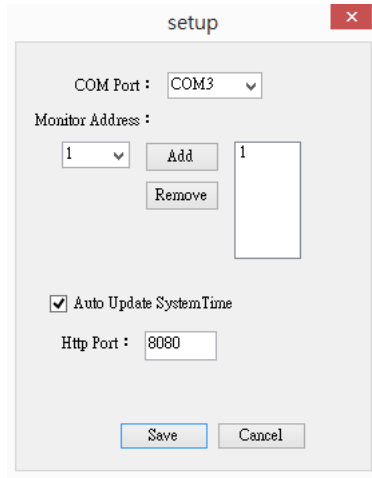 setup
COM Port： COM3
Monitor Address：
1 Add 1
Remove
Auto Update SystemTime
Http Port： 8080
Save Cancel